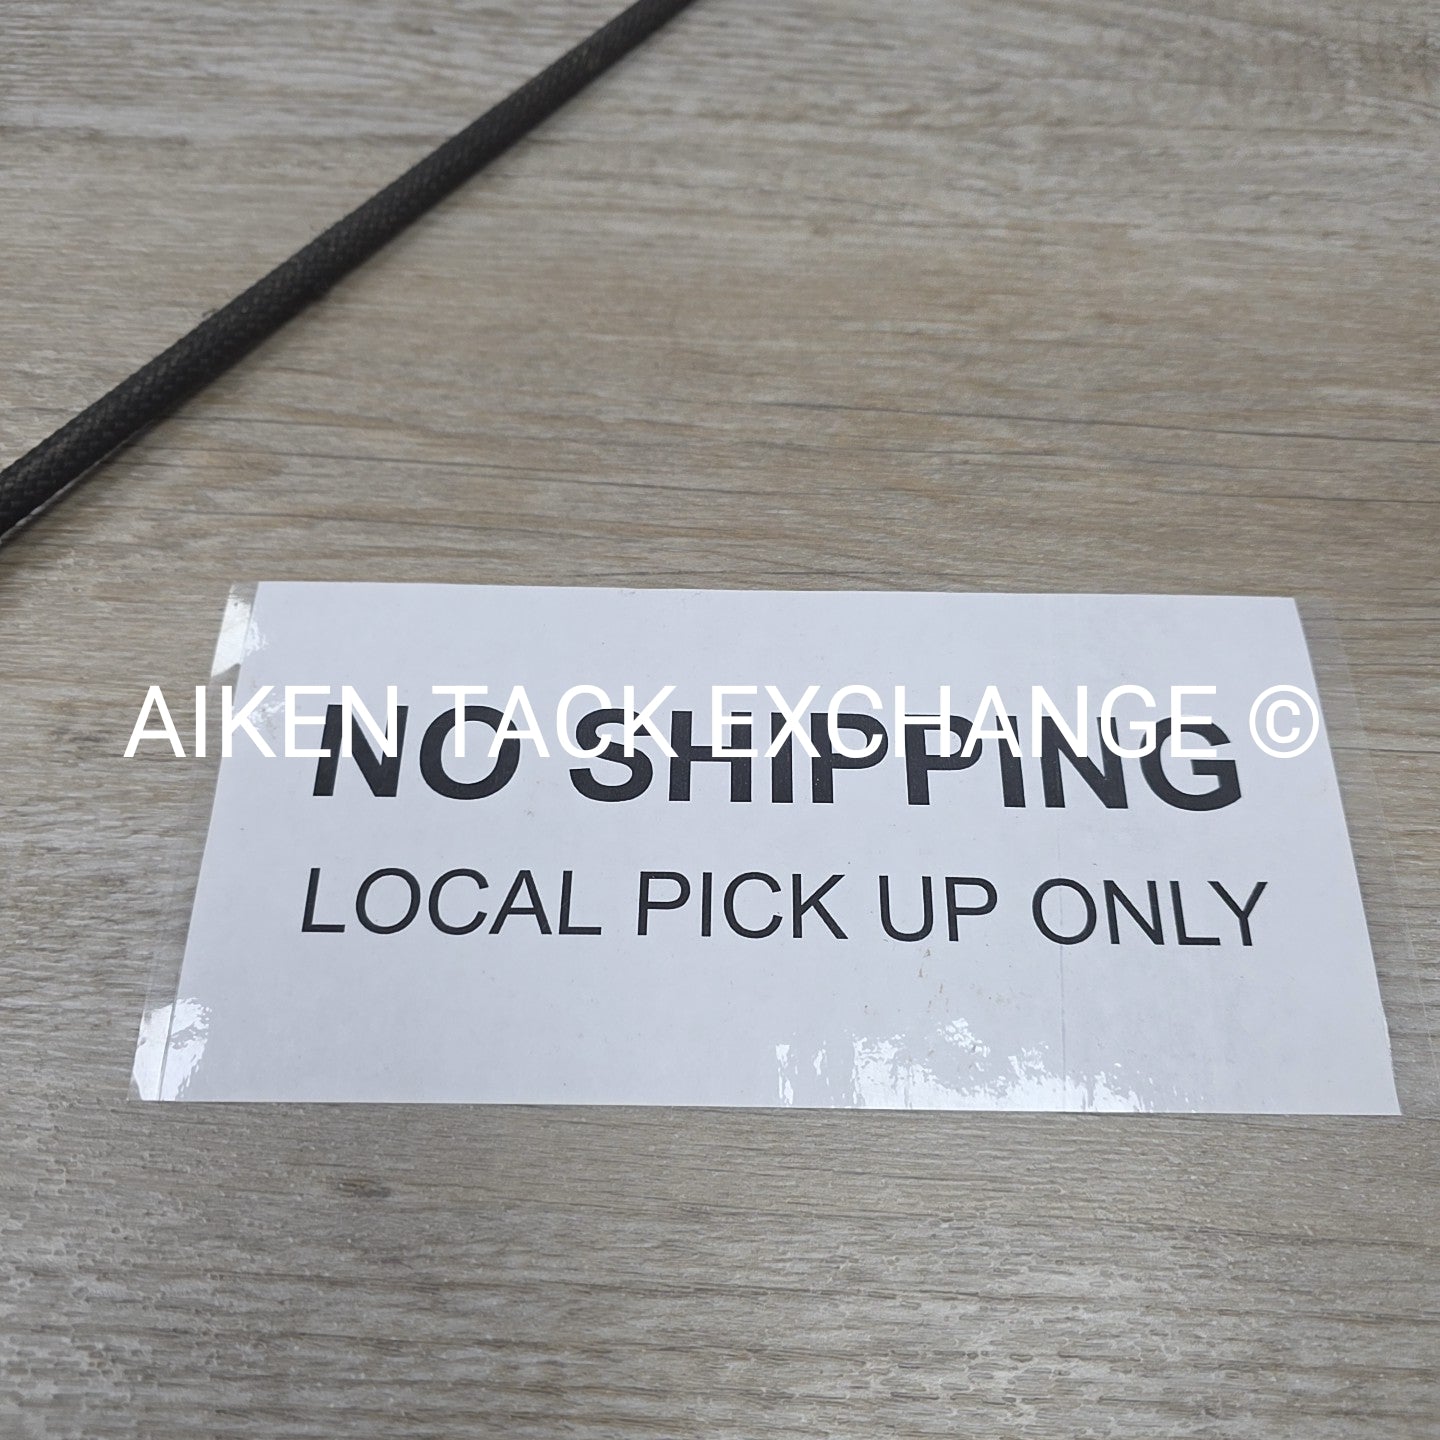 AIKEN TACK EXCHANGE ©
NO SHIPPING
LOCAL PICK UP ONLY